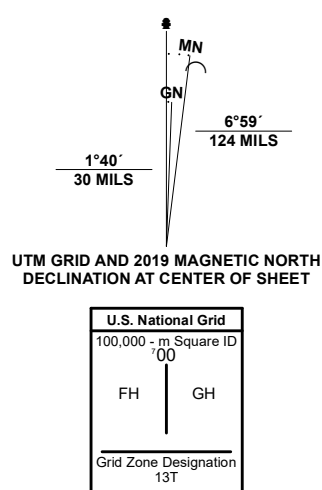 MN
GN
6°59´
124 MILS
1°40´
30 MILS
UTM GRID AND 2019 MAGNETIC NORTH
DECLINATION AT CENTER OF SHEET
U.S. National Grid
100,000 - m Square ID
⁷00
FH GH
Grid Zone Designation
13T